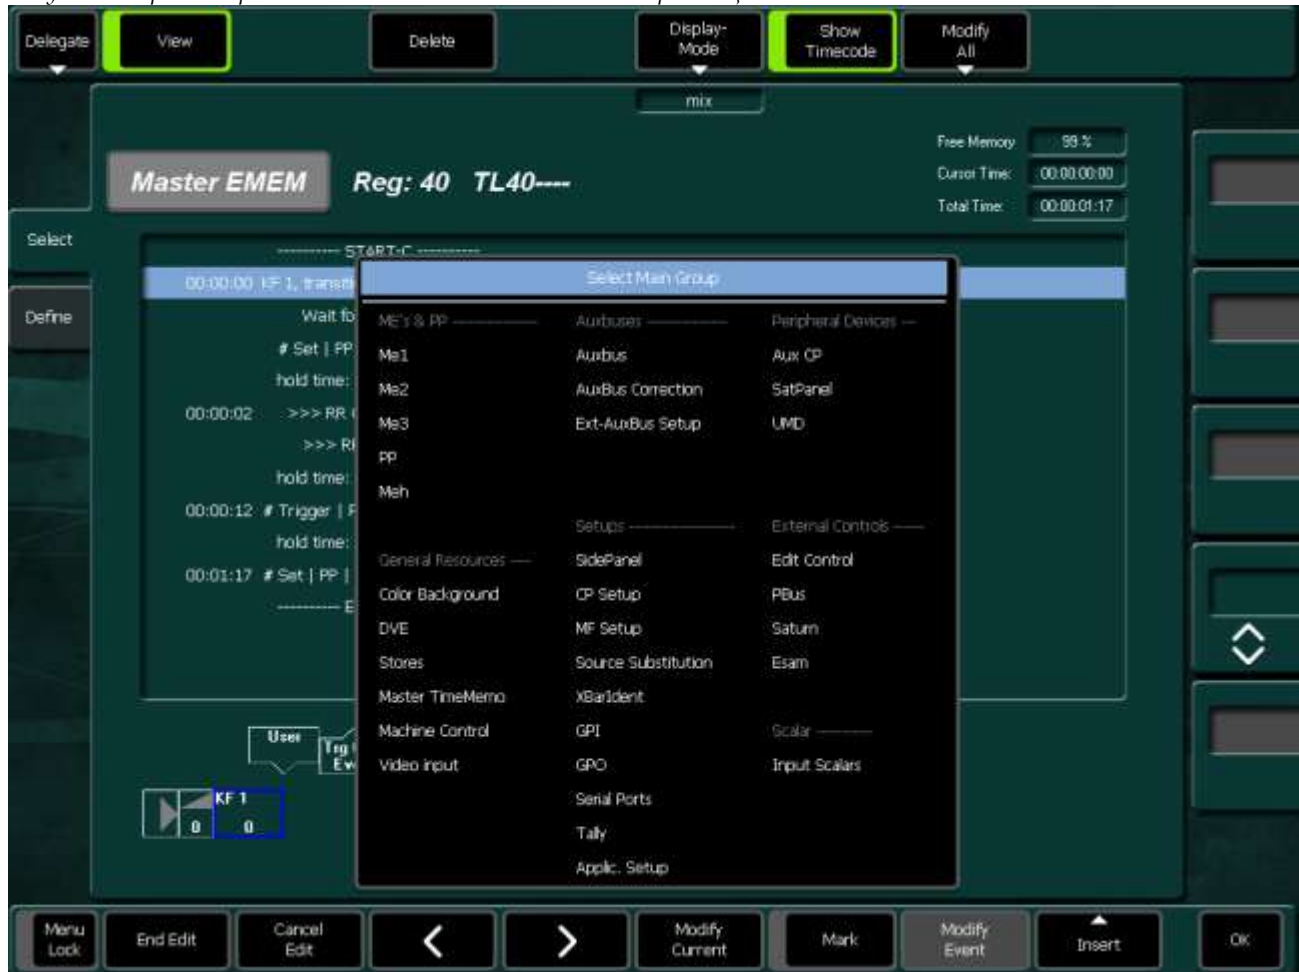 Delegate View Delete Display-Mode Show Timecode Modify All
mix
Free Memory 99 %
Master EMEM Reg: 40 TL40----
Cursor Time: 00:00:00:00
Total Time: 00:00:01:17
Select
Define
---------- START-C ----------
00:00:00 KF 1,
Wait fo
# Set | PP
hold time:
00:00:02 >>> RR
>>> R
hold time:
00:00:12 # Trigger |
hold time:
00:01:17 # Set | PP |
---------- E
Select Main Group
ME's & PP ---------- Auxbuses ---------- Peripheral Devices --
Me1 Auxbus Aux CP
Me2 AuxBus Correction SatPanel
Me3 Ext-AuxBus Setup UMD
PP
Meh
Setups ------------- External Controls ----
General Resources --- SidePanel Edit Control
Color Background CP Setup PBus
DVE MF Setup Saturn
Stores Source Substitution Esam
Master TimeMemo XBarIdent
Machine Control GPI Scalar --------
Video input GPO Input Scalars
Serial Ports
Tally
Applic. Setup
User
Trg
Ev
KF 1
0 0
Menu Lock End Edit Cancel Edit < > Modify Current Mark Modify Event Insert OK